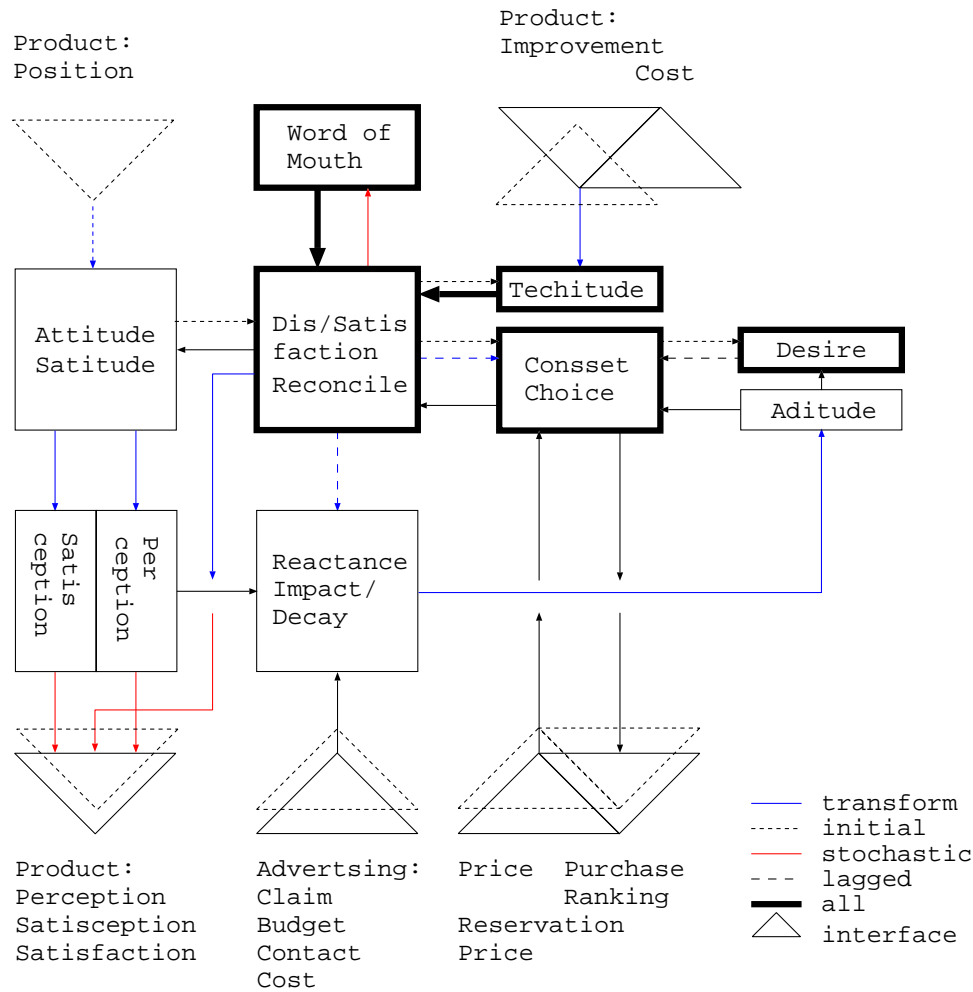 Product:
Position
Product:
Improvement
Cost
Word of
Mouth
Techitude
Attitude
Satitude
Dis/Satis
faction
Reconcile
Consset
Choice
Desire
Aditude
Satis
ception
Per
ception
Reactance
Impact/
Decay
Product:
Perception
Satisception
Satisfaction
Advertsing:
Claim
Budget
Contact
Cost
Price
Purchase
Ranking
Reservation
Price
transform
initial
stochastic
lagged
all
interface